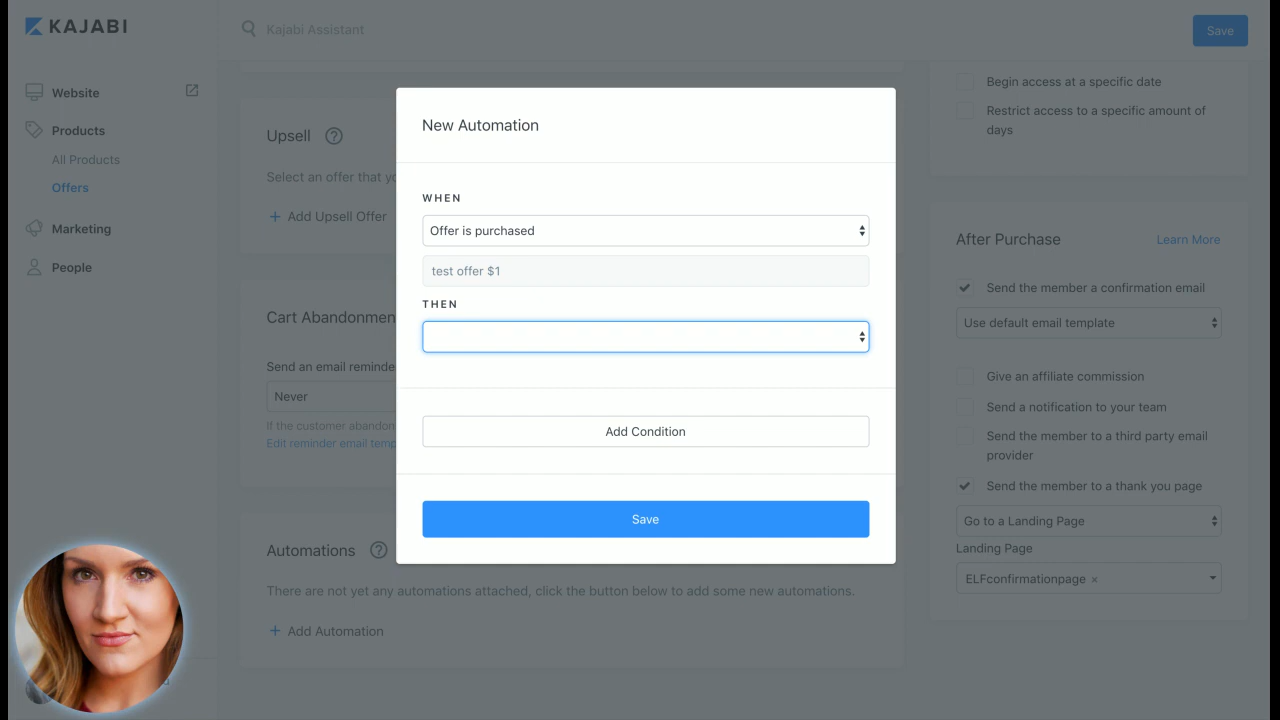 KAJABI
Kajabi Assistant
Save
Website
Products
All Products
Offers
Marketing
People
Upsell
Select an offer that yo
+ Add Upsell Offer
Cart Abandonmen
Send an email reminde
Never
If the customer abandon
Edit reminder email temp
Automations
There are not yet any automations attached, click the button below to add some new automations.
+ Add Automation
New Automation
WHEN
Offer is purchased
test offer $1
THEN
Add Condition
Save
Begin access at a specific date
Restrict access to a specific amount of
days
After Purchase
Learn More
Send the member a confirmation email
Use default email template
Give an affiliate commission
Send a notification to your team
Send the member to a third party email
provider
Send the member to a thank you page
Go to a Landing Page
Landing Page
ELFconfirmationpage ×